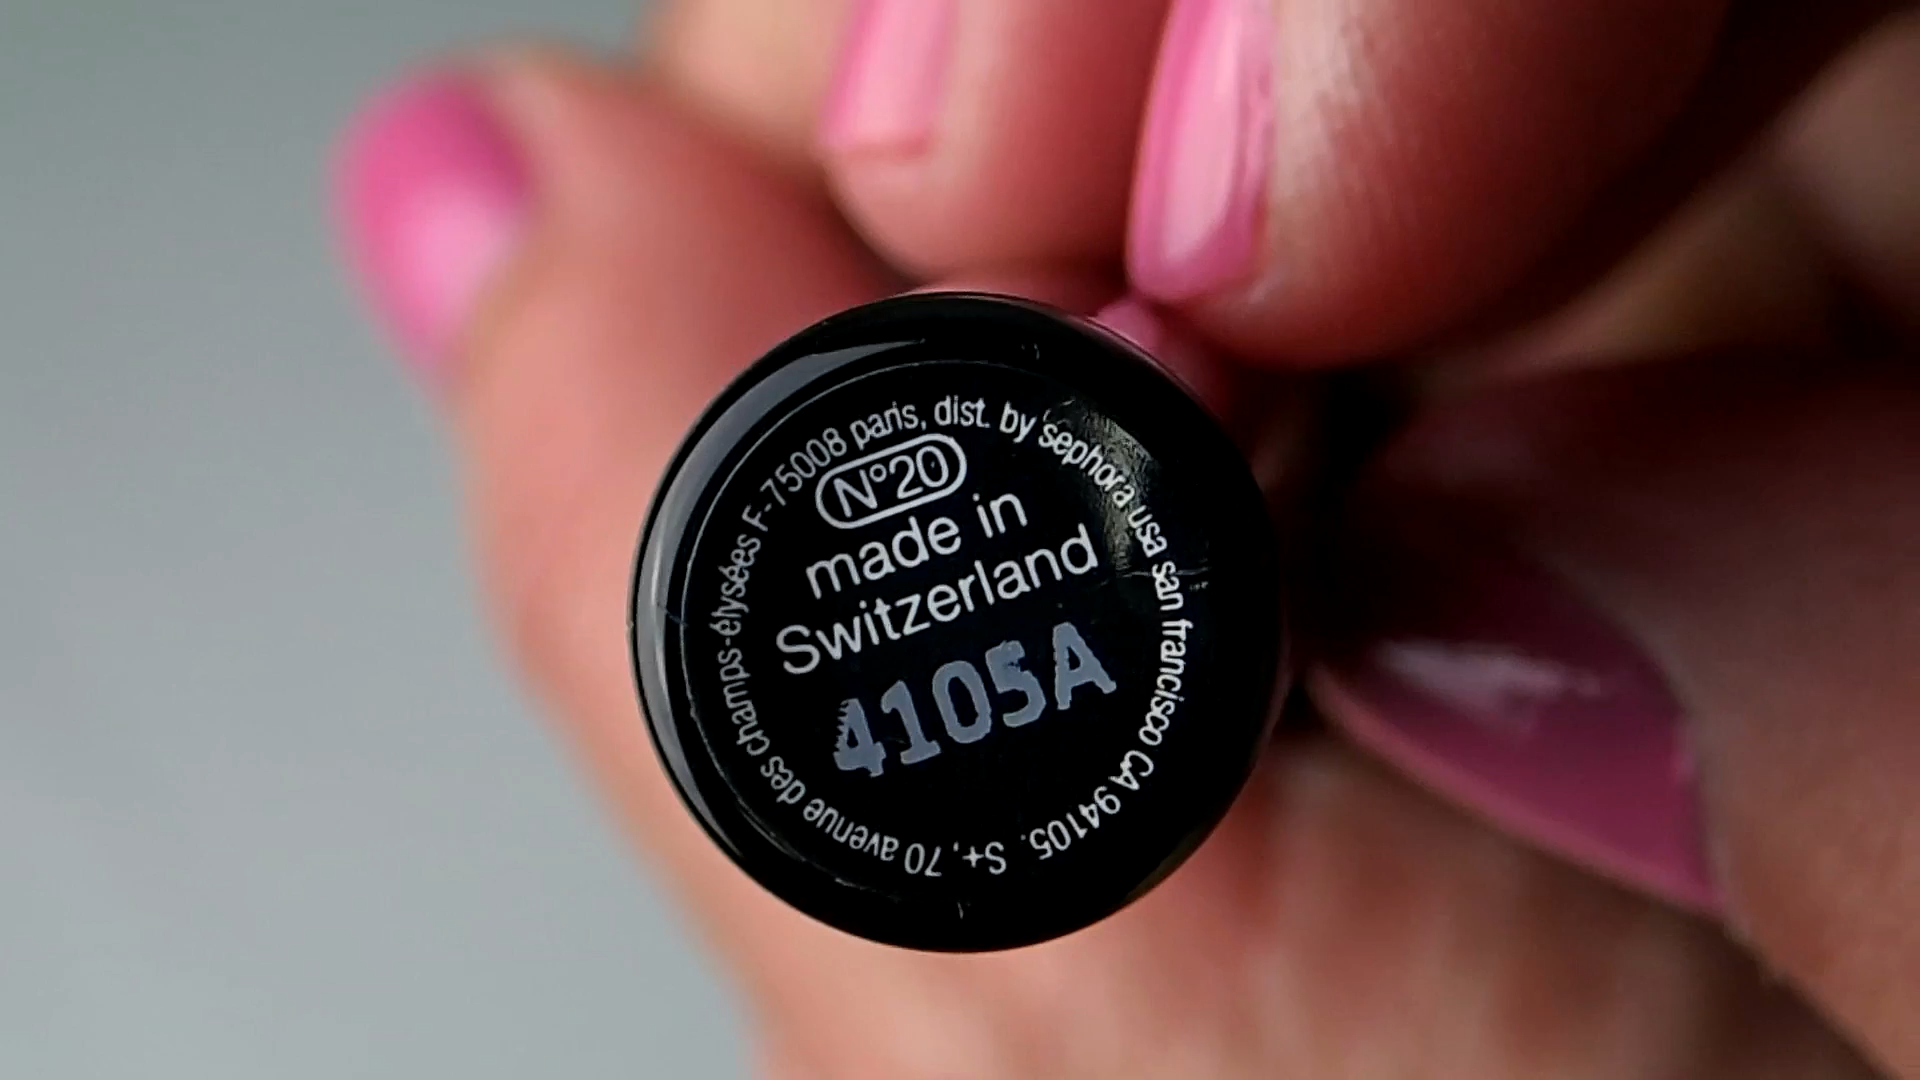 S+, 70 avenue des champs-élysées F-75008 paris, dist. by sephora usa san francisco CA 94105.
N°20
made in
Switzerland
4105A